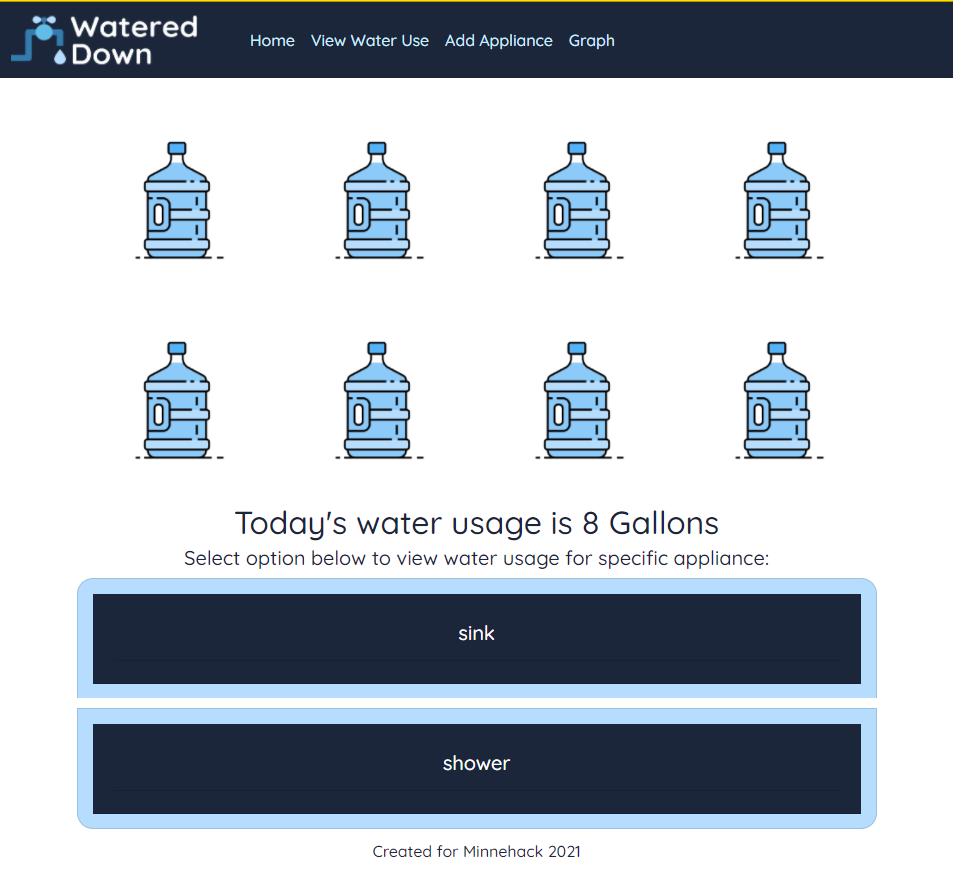 Watered
Down
Home View Water Use Add Appliance Graph
Today's water usage is 8 Gallons
Select option below to view water usage for specific appliance:
sink
shower
Created for Minnehack 2021